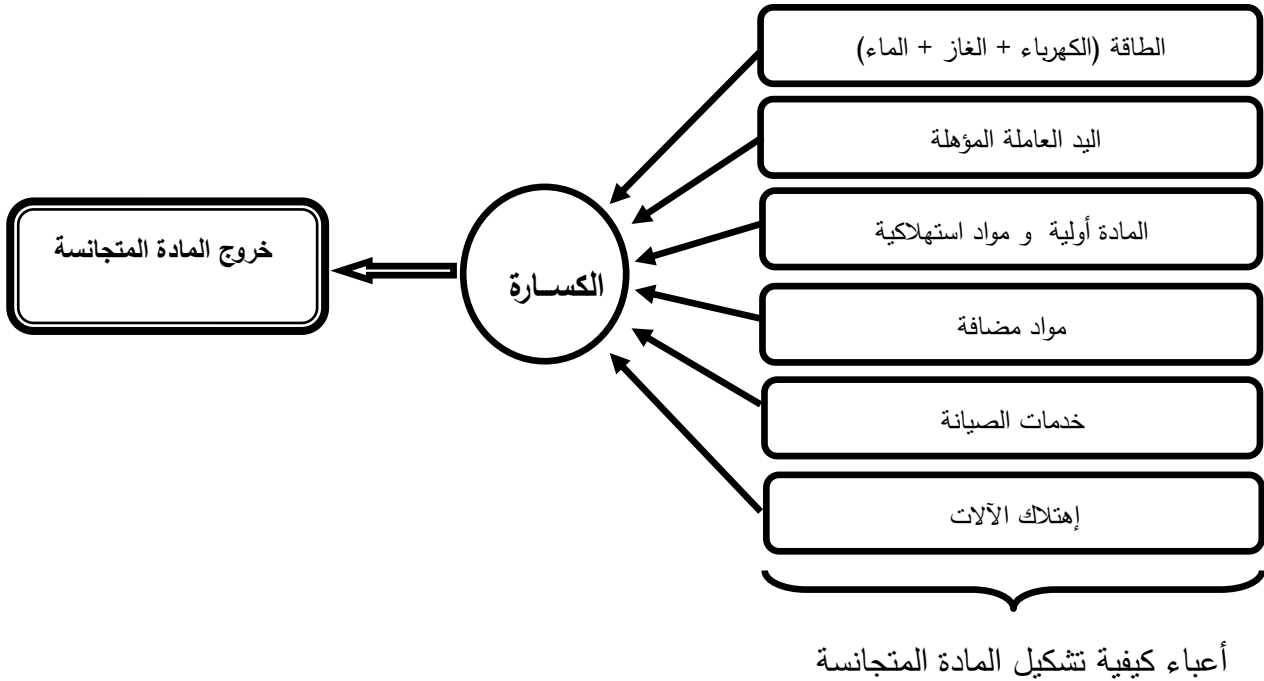 الطاقة (الكهرباء + الغاز + الماء)
اليد العاملة المؤهلة
المادة أولية و مواد استهلاكية
مواد مضافة
خدمات الصيانة
إهتلاك الآلات
الكســارة
خروج المادة المتجانسة
أعباء كيفية تشكيل المادة المتجانسة